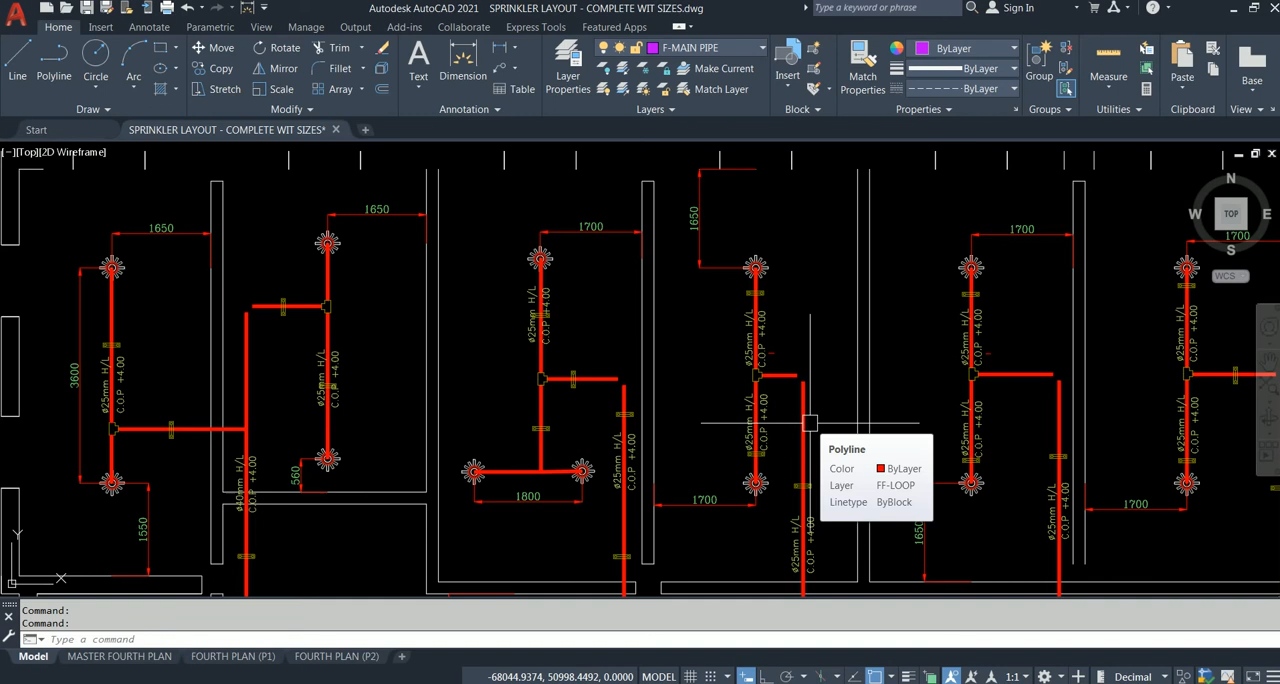 Autodesk AutoCAD 2021 SPRINKLER LAYOUT - COMPLETE WIT SIZES.dwg
Type a keyword or phrase
Sign In
Home Insert Annotate Parametric View Manage Output Add-ins Collaborate Express Tools Featured Apps
Line
Polyline
Circle
Arc
Draw
Move
Rotate
Trim
Copy
Mirror
Fillet
Stretch
Scale
Array
Modify
Text
Dimension
Table
Annotation
Layer
Properties
F-MAIN PIPE
Make Current
Match Layer
Layers
Insert
Block
Match
Properties
ByLayer
ByLayer
ByLayer
Properties
Group
Groups
Measure
Utilities
Paste
Clipboard
Base
View
Start
SPRINKLER LAYOUT - COMPLETE WIT SIZES*
[−][Top][2D Wireframe]
N
W TOP E
S
WCS
1650
1650
1700
1650
1700
1700
3600
1550
560
1800
1700
1650
1700
ø25mm H/L
C.O.P +4.00
ø40mm H/L
C.O.P +4.00
ø25mm H/L
C.O.P +4.00
ø25mm H/L
C.O.P +4.00
ø25mm H/L
C.O.P +4.00
ø25mm H/L
C.O.P +4.00
ø25mm H/L
C.O.P +4.00
ø25mm H/L
C.O.P +4.00
ø25mm H/L
C.O.P +4.00
ø25mm H/L
C.O.P +4.00
ø25mm H/L
C.O.P +4.00
ø25mm H/L
C.O.P +4.00
ø25mm H/L
C.O.P +4.00
Polyline
Color ByLayer
Layer FF-LOOP
Linetype ByBlock
Y
X
Command:
Command:
Type a command
Model MASTER FOURTH PLAN FOURTH PLAN (P1) FOURTH PLAN (P2)
-68044.9374, 50998.4492, 0.0000 MODEL 1:1 Decimal